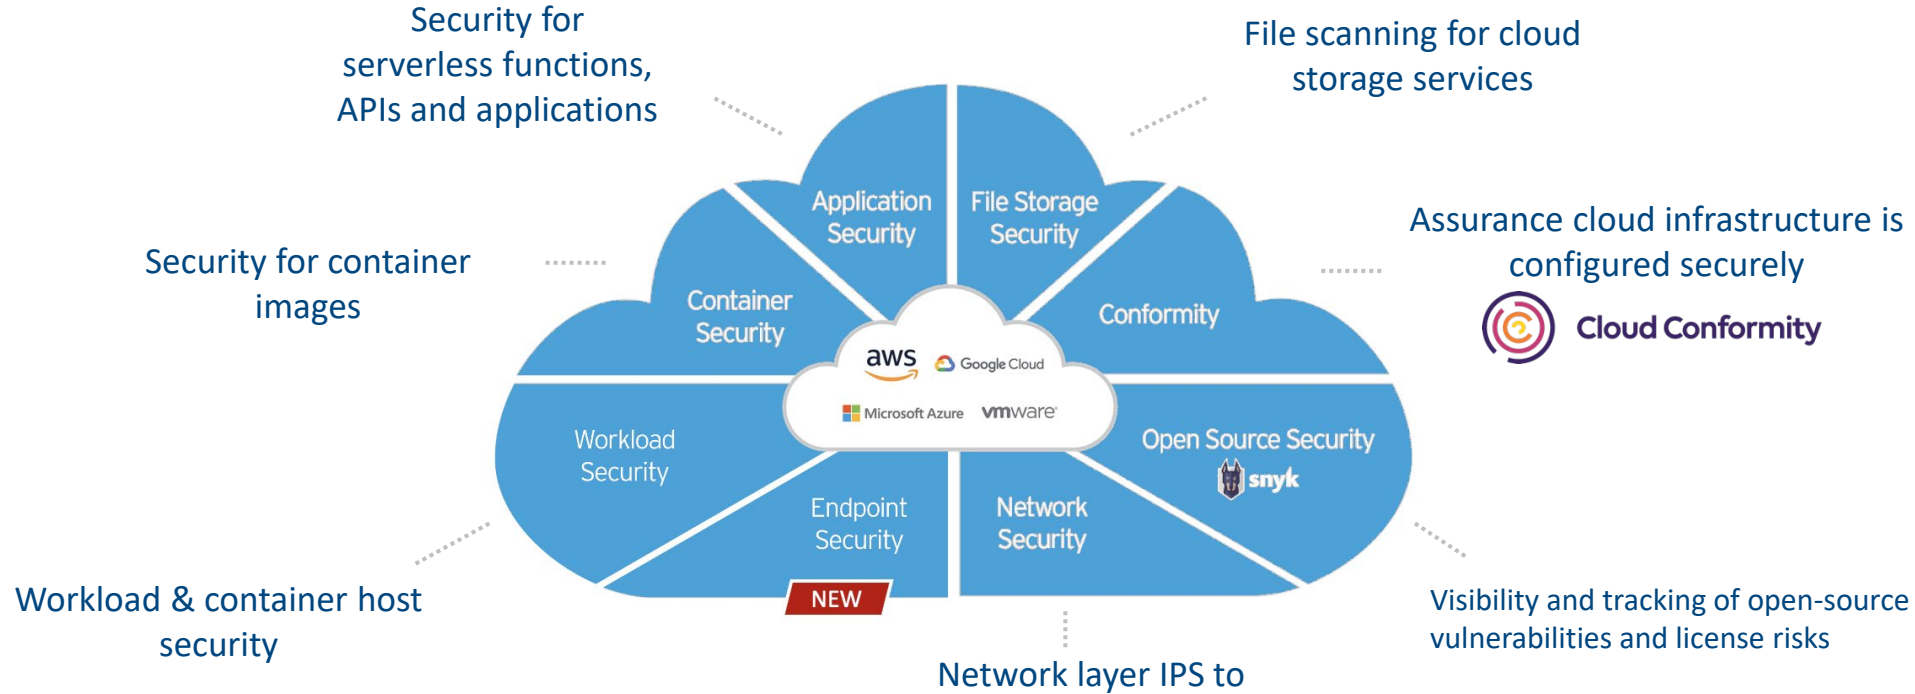 Security for
serverless functions,
APIs and applications
File scanning for cloud
storage services
Application
Security
File Storage
Security
Assurance cloud infrastructure is
configured securely
Cloud Conformity
Security for container
images
Container
Security
Conformity
aws
Google Cloud
Microsoft Azure
vmware®
Workload
Security
Open Source Security
snyk
Endpoint
Security
NEW
Network
Security
Workload & container host
security
Visibility and tracking of open-source
vulnerabilities and license risks
Network layer IPS to